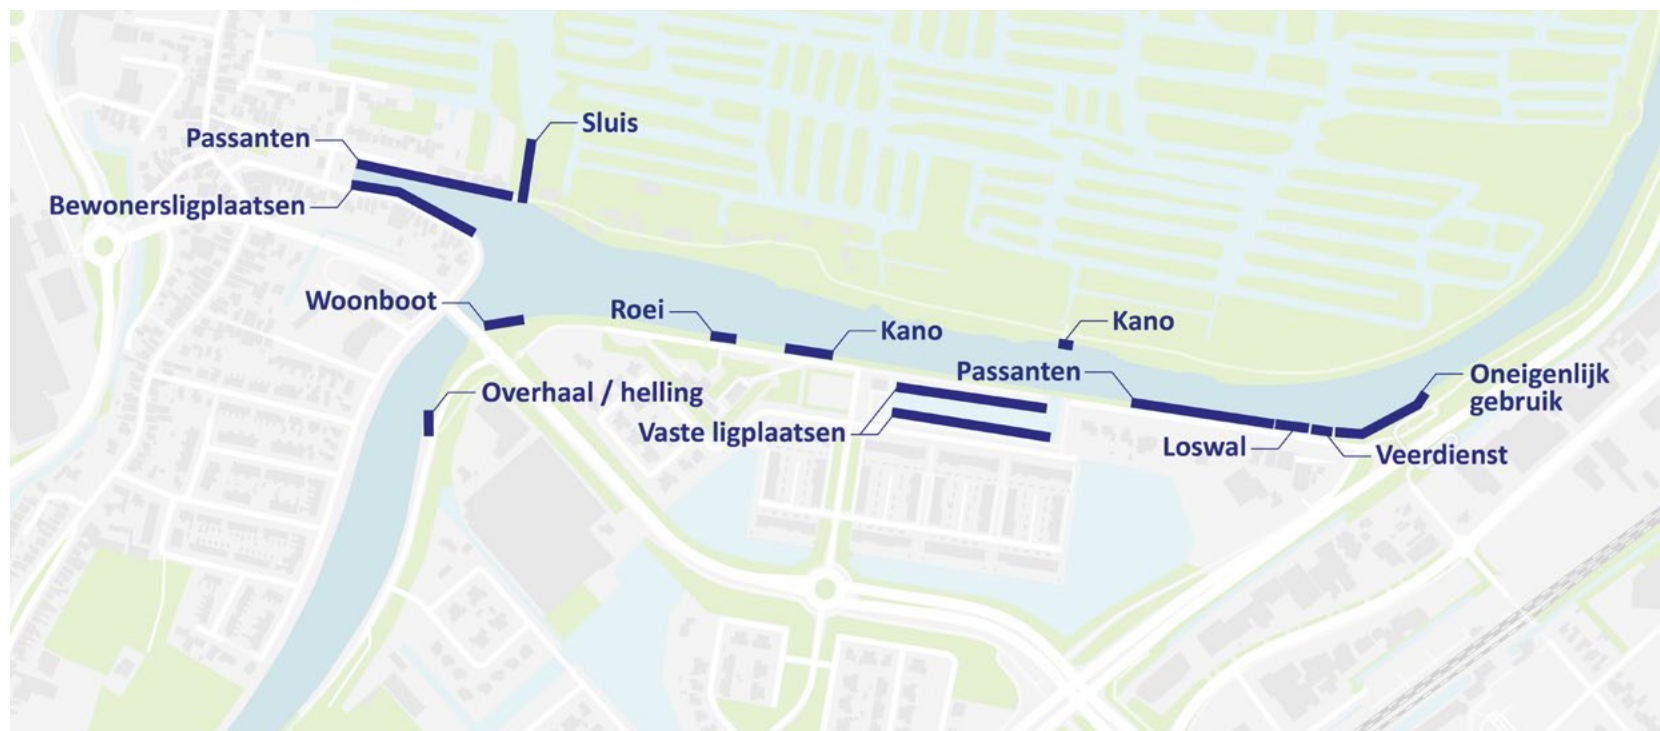 Sluis
Passanten
Bewonersligplaatsen
Woonboot
Roei
Kano
Kano
Passanten
Oneigenlijk
gebruik
Overhaal / helling
Vaste ligplaatsen
Loswal
Veerdienst